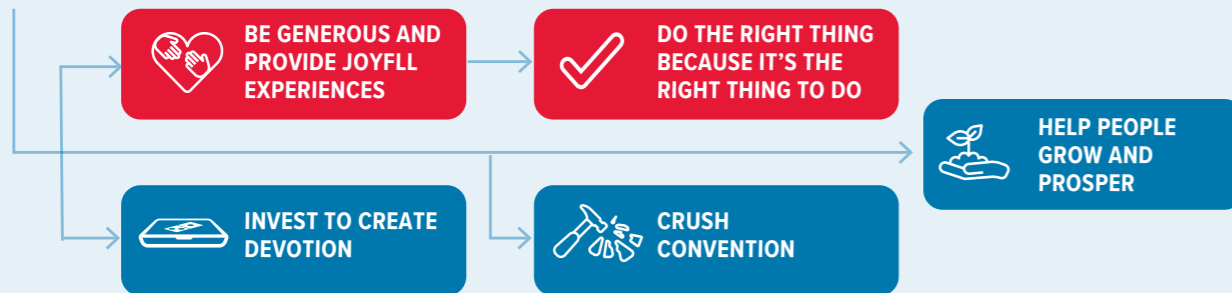 BE GENEROUS AND
PROVIDE JOYFLL
EXPERIENCES
DO THE RIGHT THING
BECAUSE IT'S THE
RIGHT THING TO DO
HELP PEOPLE
GROW AND
PROSPER
INVEST TO CREATE
DEVOTION
CRUSH
CONVENTION